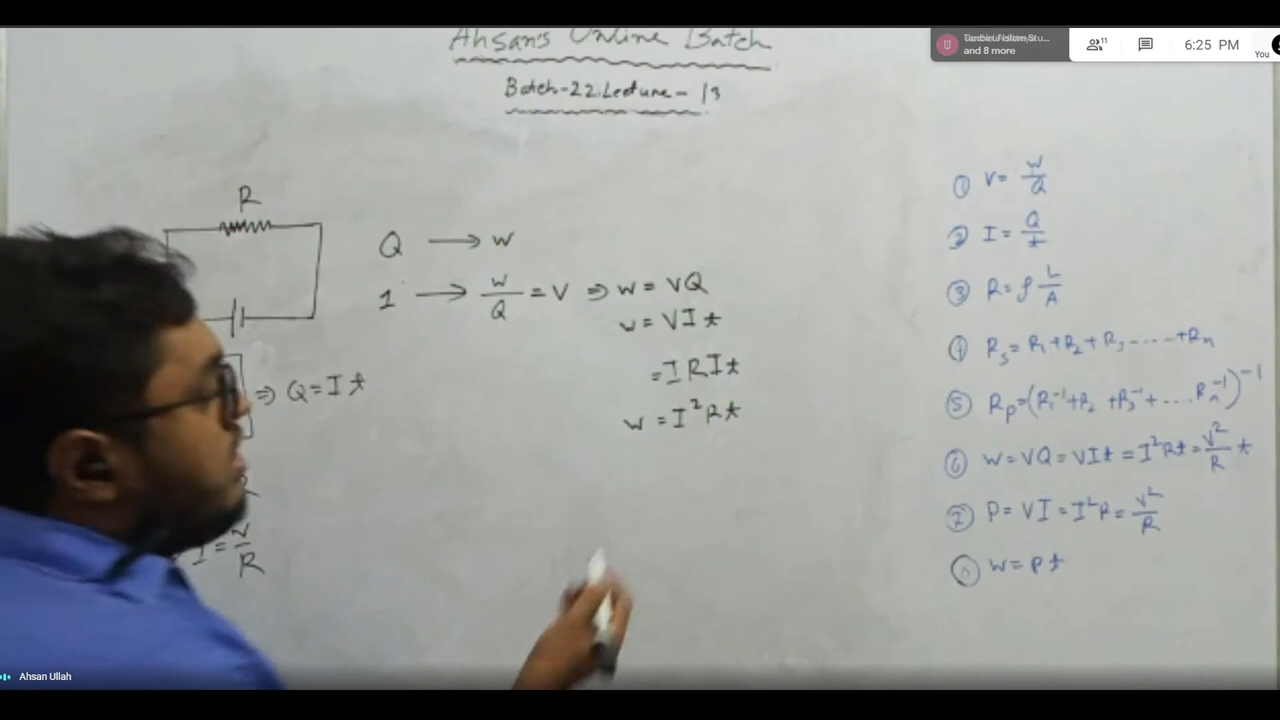 Ahsan's Online Batch
Batch-22.Lecture-13
R
Q → W
1 → W/Q = V ⇒ W = VQ
W = VIt
= IRIt
W = I²Rt
⇒ Q = It
I = V/R
① V = W/Q
② I = Q/t
③ R = ρ L/A
④ Rs = R₁ + R₂ + R₃ ..... + Rn
⑤ Rp = (R₁⁻¹ + R₂ + R₃⁻¹ + .... Rn⁻¹)⁻¹
⑥ W = VQ = VIt = I²Rt = V²/R t
⑦ P = VI = I²R = V²/R
W = Pt
and 8 more
11
6:25 PM
You
U
Ahsan Ullah